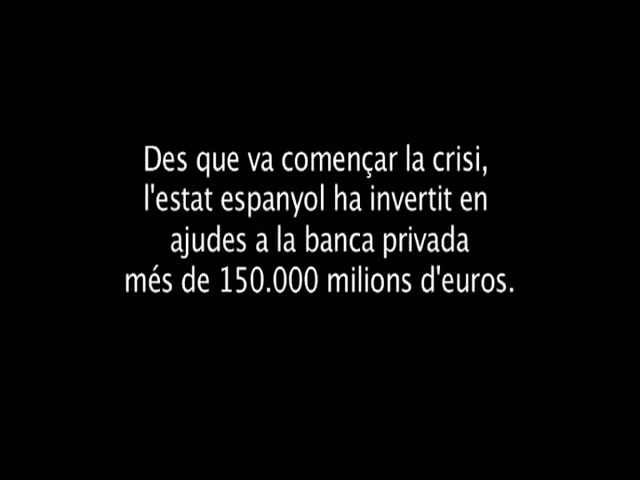 Des que va començar la crisi,
l'estat espanyol ha invertit en
ajudes a la banca privada
més de 150.000 milions d'euros.